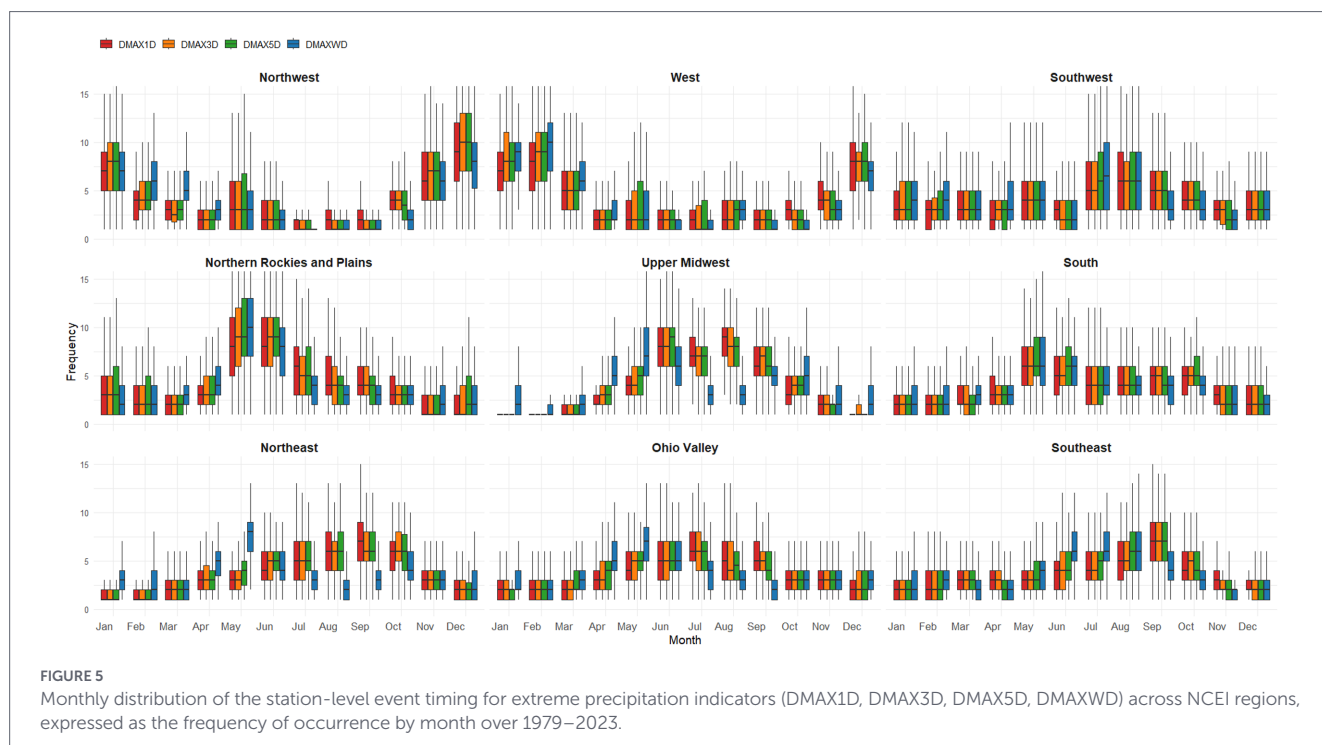 DMAX1D DMAX3D DMAX5D DMAXWD
Northwest West Southwest
15
10
5
0
Northern Rockies and Plains Upper Midwest South
15
10
5
0
Frequency
Northeast Ohio Valley Southeast
15
10
5
0
Jan Feb Mar Apr May Jun Jul Aug Sep Oct Nov Dec Jan Feb Mar Apr May Jun Jul Aug Sep Oct Nov Dec Jan Feb Mar Apr May Jun Jul Aug Sep Oct Nov Dec
Month
FIGURE 5
Monthly distribution of the station-level event timing for extreme precipitation indicators (DMAX1D, DMAX3D, DMAX5D, DMAXWD) across NCEI regions,
expressed as the frequency of occurrence by month over 1979–2023.